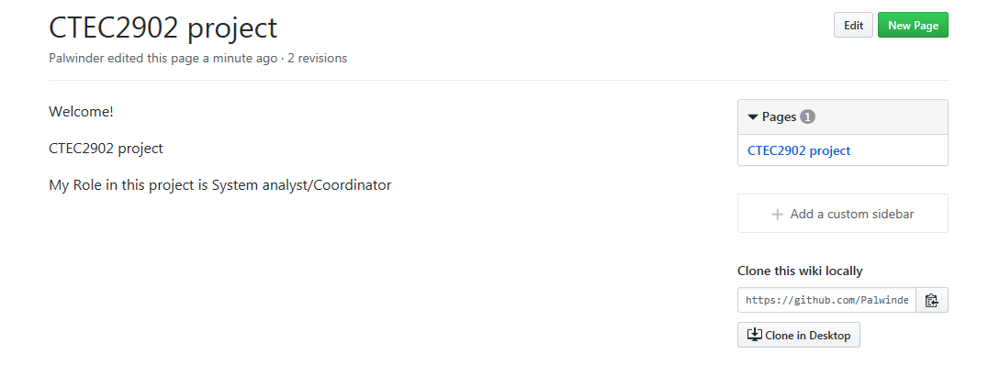 CTEC2902 project
Edit
New Page
Palwinder edited this page a minute ago · 2 revisions
Welcome!
CTEC2902 project
My Role in this project is System analyst/Coordinator
Pages 1
CTEC2902 project
Add a custom sidebar
Clone this wiki locally
https://github.com/Palwinde
Clone in Desktop